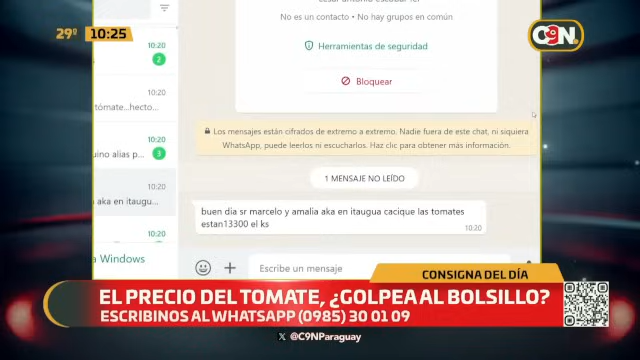 29º
10:25
C9N
No es un contacto • No hay grupos en común
Herramientas de seguridad
Bloquear
10:20
2
10:20
tómate...hecto...
10:20
uino alias p...
3
10:20
aka en itaugu...
10:20
a Windows
Los mensajes están cifrados de extremo a extremo. Nadie fuera de este chat, ni siquiera
WhatsApp, puede leerlos ni escucharlos. Haz clic para obtener más información.
1 MENSAJE NO LEÍDO
buen dia sr marcelo y amalia aka en itaugua cacique las tomates
estan13300 el ks
10:20
Escribe un mensaje
CONSIGNA DEL DÍA
EL PRECIO DEL TOMATE, ¿GOLPEA AL BOLSILLO?
ESCRIBINOS AL WHATSAPP (0985) 30 01 09
X @C9NParaguay